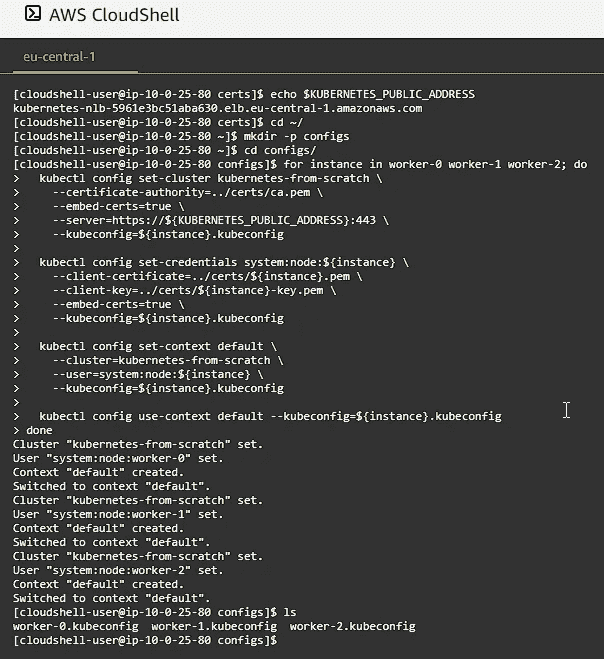 AWS CloudShell
eu-central-1
[cloudshell-user@ip-10-0-25-80 certs]$ echo $KUBERNETES_PUBLIC_ADDRESS
kubernetes-nlb-5961e3bc51aba630.elb.eu-central-1.amazonaws.com
[cloudshell-user@ip-10-0-25-80 certs]$ cd ~/
[cloudshell-user@ip-10-0-25-80 ~]$ mkdir -p configs
[cloudshell-user@ip-10-0-25-80 ~]$ cd configs/
[cloudshell-user@ip-10-0-25-80 configs]$ for instance in worker-0 worker-1 worker-2; do
>   kubectl config set-cluster kubernetes-from-scratch \
>     --certificate-authority=../certs/ca.pem \
>     --embed-certs=true \
>     --server=https://${KUBERNETES_PUBLIC_ADDRESS}:443 \
>     --kubeconfig=${instance}.kubeconfig
>
>   kubectl config set-credentials system:node:${instance} \
>     --client-certificate=../certs/${instance}.pem \
>     --client-key=../certs/${instance}-key.pem \
>     --embed-certs=true \
>     --kubeconfig=${instance}.kubeconfig
>
>   kubectl config set-context default \
>     --cluster=kubernetes-from-scratch \
>     --user=system:node:${instance} \
>     --kubeconfig=${instance}.kubeconfig
>
>   kubectl config use-context default --kubeconfig=${instance}.kubeconfig
> done
Cluster "kubernetes-from-scratch" set.
User "system:node:worker-0" set.
Context "default" created.
Switched to context "default".
Cluster "kubernetes-from-scratch" set.
User "system:node:worker-1" set.
Context "default" created.
Switched to context "default".
Cluster "kubernetes-from-scratch" set.
User "system:node:worker-2" set.
Context "default" created.
Switched to context "default".
[cloudshell-user@ip-10-0-25-80 configs]$ ls
worker-0.kubeconfig  worker-1.kubeconfig  worker-2.kubeconfig
[cloudshell-user@ip-10-0-25-80 configs]$